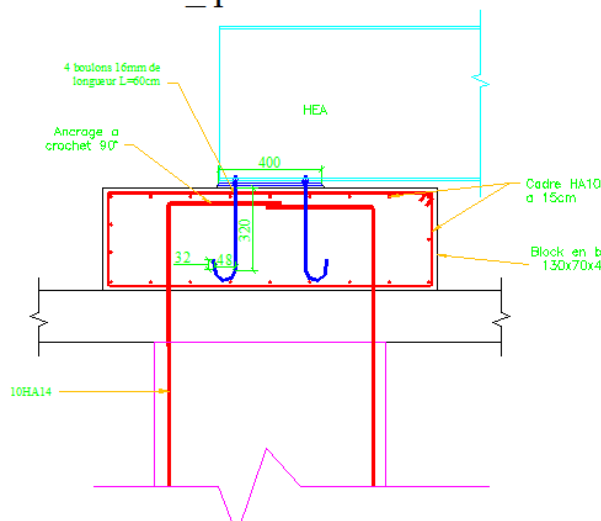 4 boulons 16mm de
longueur L=60cm
HEA
Ancrage a
crochet 90°
400
Cadre HA10
a 15cm
320
32
48
Block en b
130x70x4
10HA14